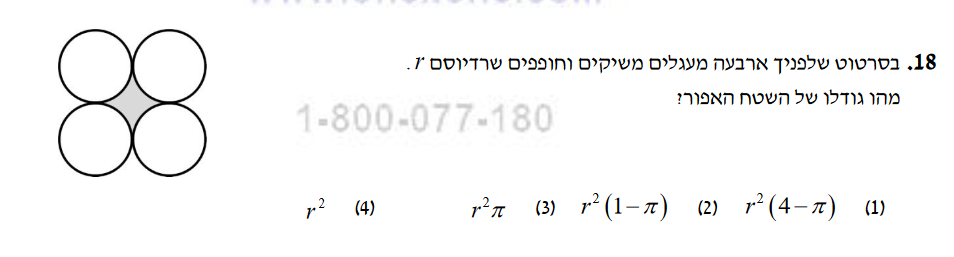 18. בסרטוט שלפניך ארבעה מעגלים משיקים וחופפים שרדיוסם r.
מהו גודלו של השטח האפור?
1-800-077-180
(1) r²(4−π) (2) r²(1−π) (3) r²π (4) r²